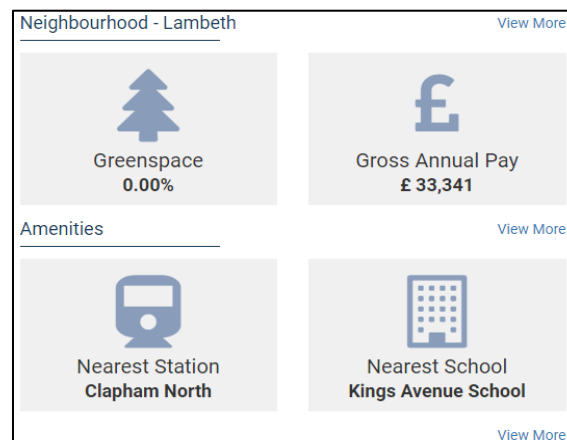 Neighbourhood - Lambeth
View More
Greenspace
0.00%
£
Gross Annual Pay
£ 33,341
Amenities
View More
Nearest Station
Clapham North
Nearest School
Kings Avenue School
View More